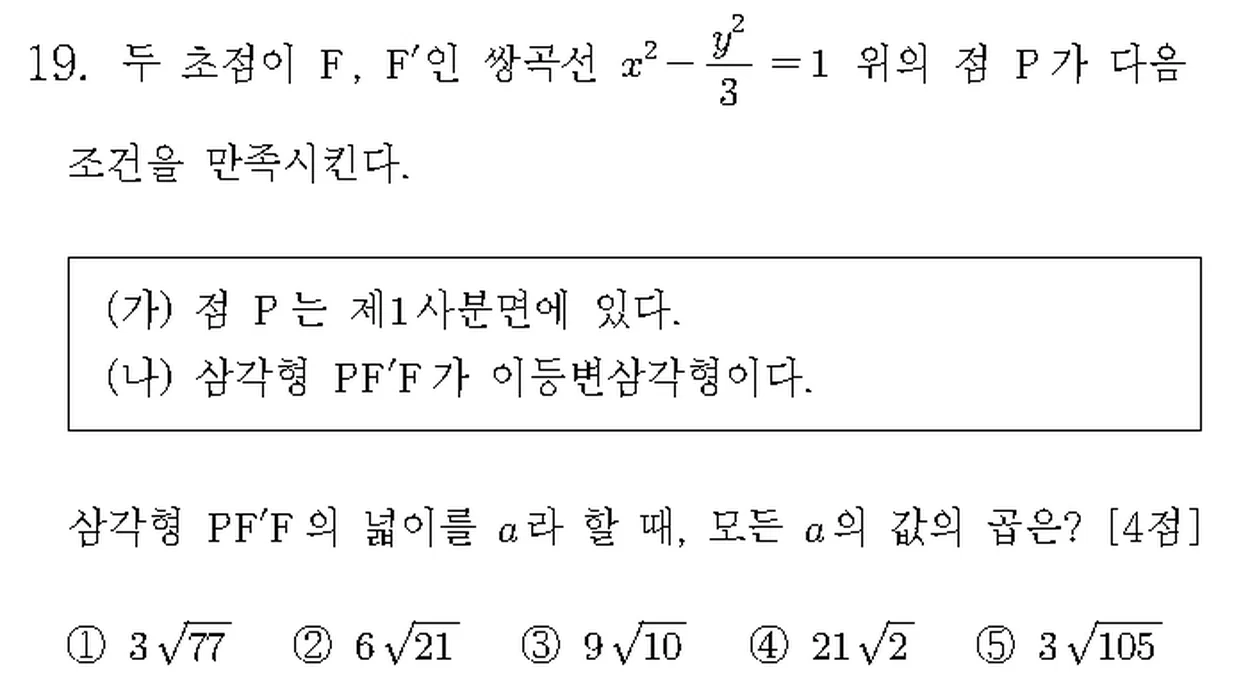 19. 두 초점이 F, F′인 쌍곡선 x² − y²/3 = 1 위의 점 P가 다음
조건을 만족시킨다.
(가) 점 P는 제1사분면에 있다.
(나) 삼각형 PF′F가 이등변삼각형이다.
삼각형 PF′F의 넓이를 a라 할 때, 모든 a의 값의 곱은? [4점]
① 3√77 ② 6√21 ③ 9√10 ④ 21√2 ⑤ 3√105